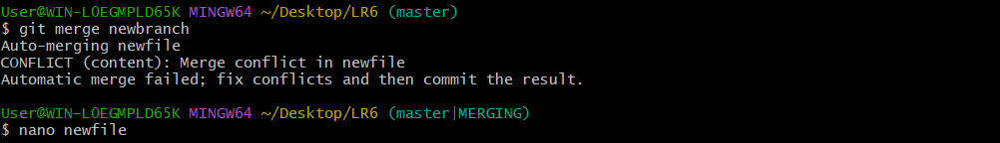 User@WIN-LOEGMPLD65K MINGW64 ~/Desktop/LR6 (master)
$ git merge newbranch
Auto-merging newfile
CONFLICT (content): Merge conflict in newfile
Automatic merge failed; fix conflicts and then commit the result.
User@WIN-LOEGMPLD65K MINGW64 ~/Desktop/LR6 (master|MERGING)
$ nano newfile